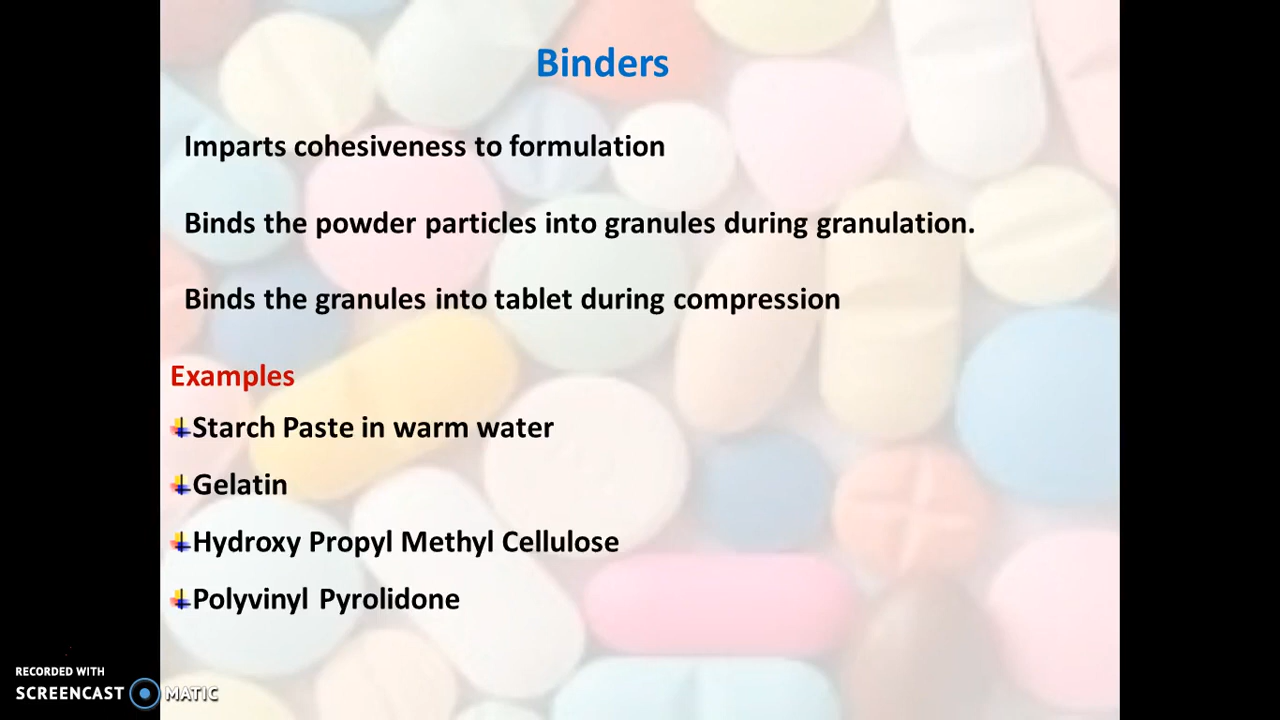 Binders
Imparts cohesiveness to formulation
Binds the powder particles into granules during granulation.
Binds the granules into tablet during compression
Examples
Starch Paste in warm water
Gelatin
Hydroxy Propyl Methyl Cellulose
Polyvinyl Pyrolidone
RECORDED WITH
SCREENCAST MATIC